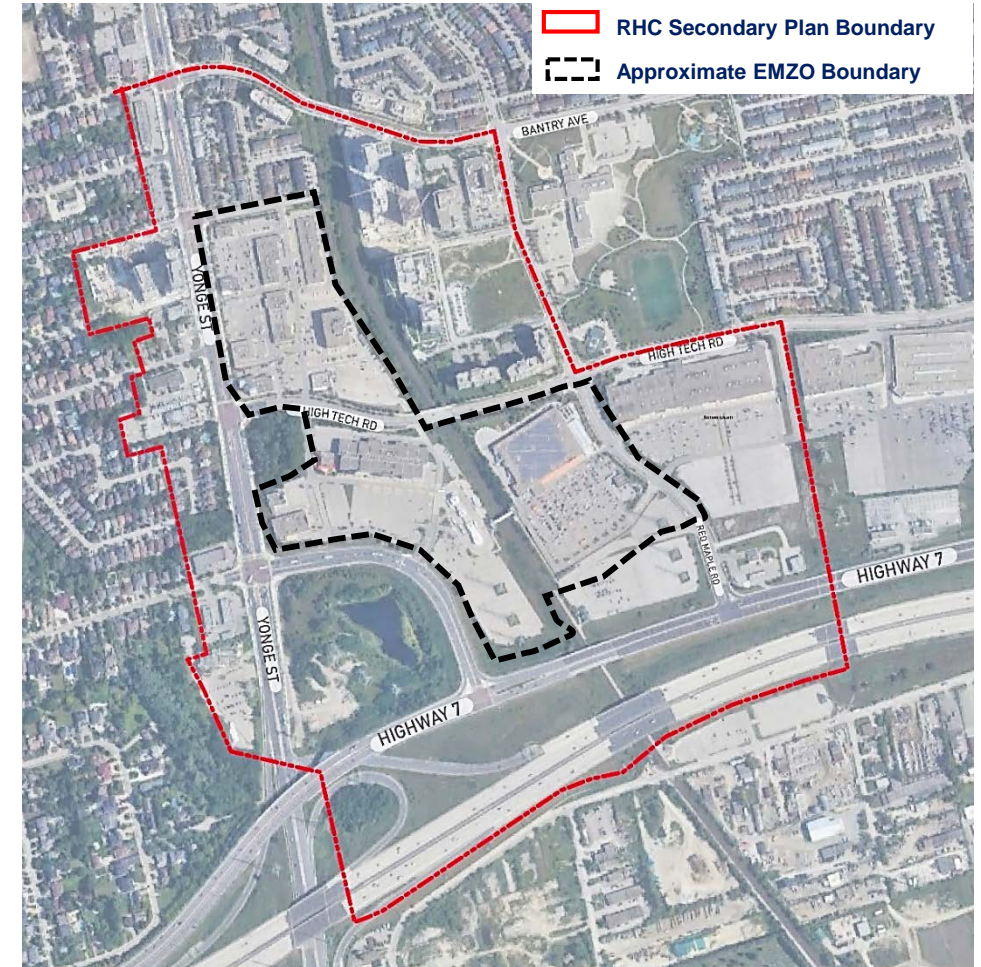 RHC Secondary Plan Boundary
Approximate EMZO Boundary
BANTRY AVE
YONGE ST
HIGH TECH RD
HIGH TECH RD
RED MAPLE RD
HIGHWAY 7
YONGE ST
HIGHWAY 7